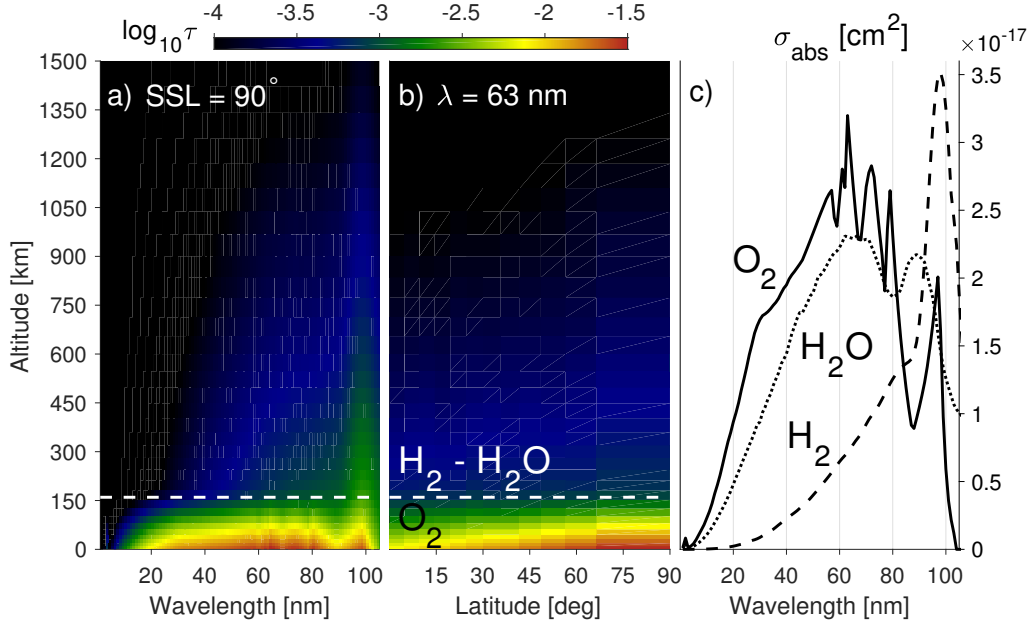 log₁₀τ
-4 -3.5 -3 -2.5 -2 -1.5
a) SSL = 90°
b) λ = 63 nm
c)
σ_abs [cm²]
×10⁻¹⁷
Altitude [km]
1500
1350
1200
1050
900
750
600
450
300
150
0
H₂ - H₂O
O₂
O₂
H₂O
H₂
3.5
3
2.5
2
1.5
1
0.5
0
20 40 60 80 100
Wavelength [nm]
15 30 45 60 75 90
Latitude [deg]
20 40 60 80 100
Wavelength [nm]